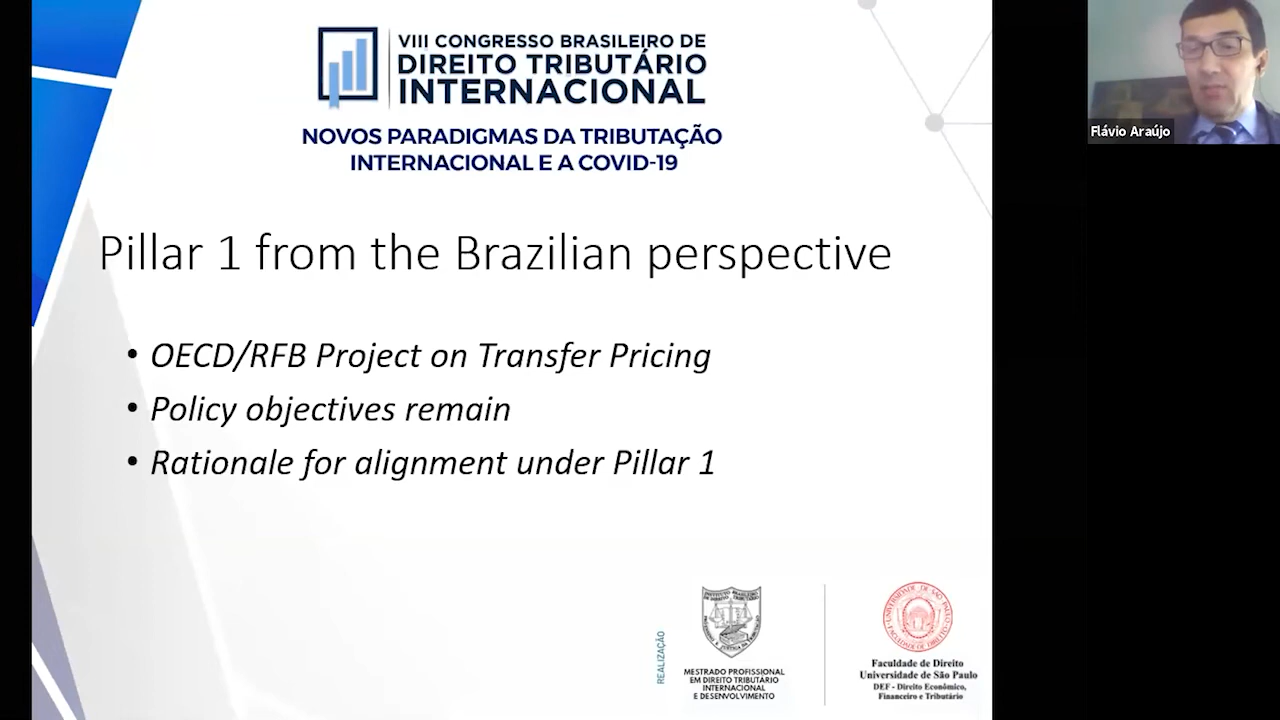 VIII CONGRESSO BRASILEIRO DE
DIREITO TRIBUTÁRIO
INTERNACIONAL
NOVOS PARADIGMAS DA TRIBUTAÇÃO
INTERNACIONAL E A COVID-19
Flávio Araújo
Pillar 1 from the Brazilian perspective
• OECD/RFB Project on Transfer Pricing
• Policy objectives remain
• Rationale for alignment under Pillar 1
REALIZAÇÃO
MESTRADO PROFISSIONAL
EM DIREITO TRIBUTÁRIO
INTERNACIONAL
E DESENVOLVIMENTO
Faculdade de Direito
Universidade de São Paulo
DEF - Direito Econômico,
Financeiro e Tributário